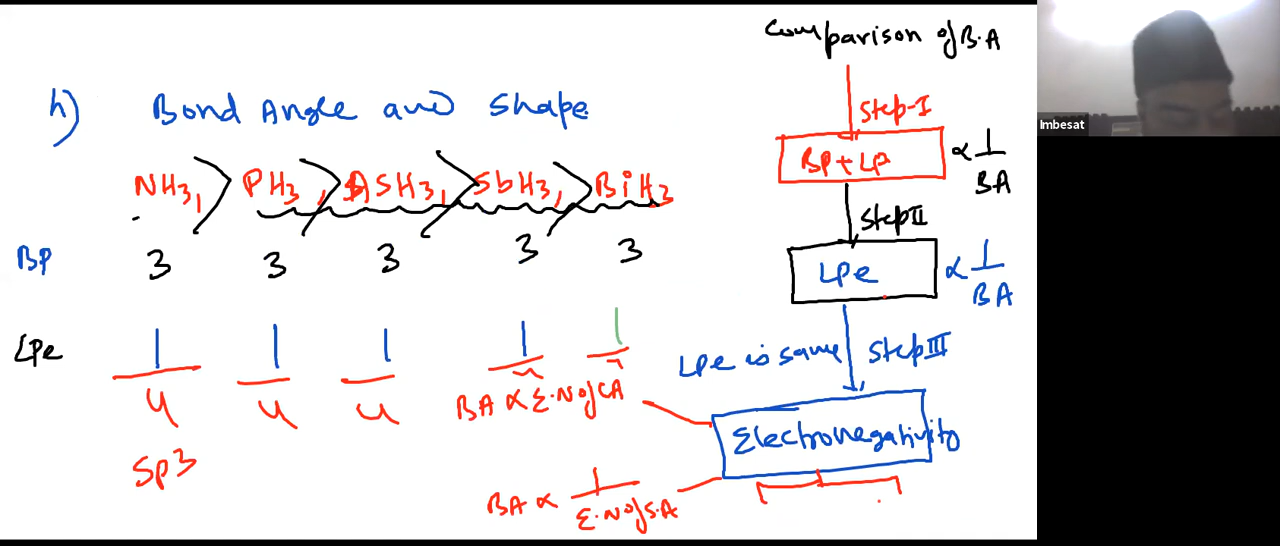 Comparison of B.A
h) Bond Angle and Shape
Step-I
BP + LP ∝ 1/BA
NH3, > PH3, > ASH3, > SbH3, > BiH3
Step II
BP 3 3 3 3 3
LPe ∝ 1/BA
LPe 1 1 1 1 1
LPe is same Step III
4 4 4 4 4
BA ∝ E.N of CA
Electronegativity
SP3
BA ∝ 1/E.N of S.A
Imbesat